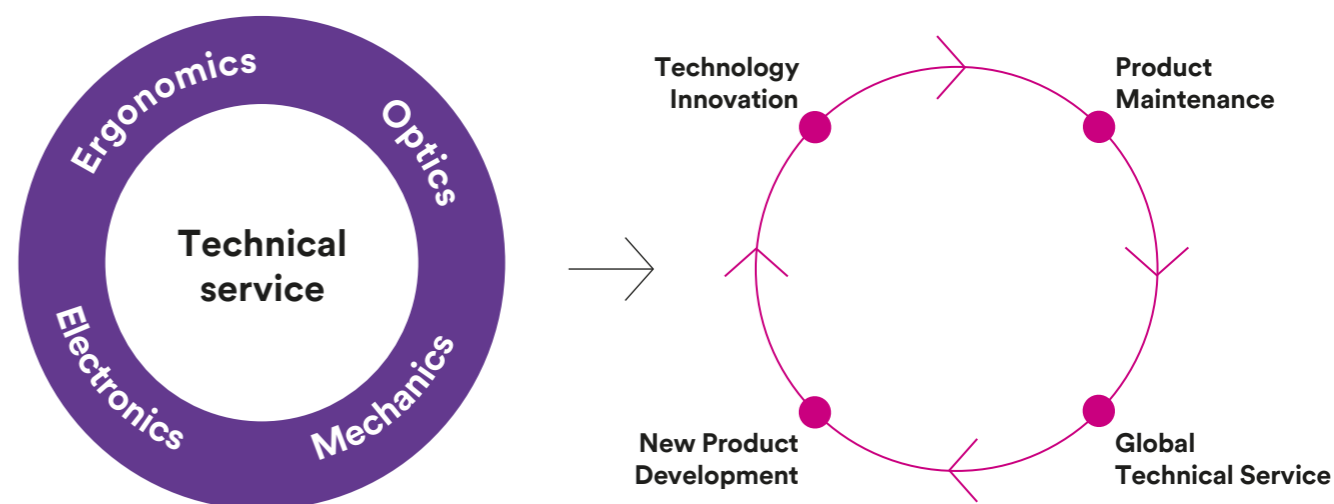 Ergonomics
Optics
Technical
service
Electronics
Mechanics
Technology
Innovation
Product
Maintenance
New Product
Development
Global
Technical Service